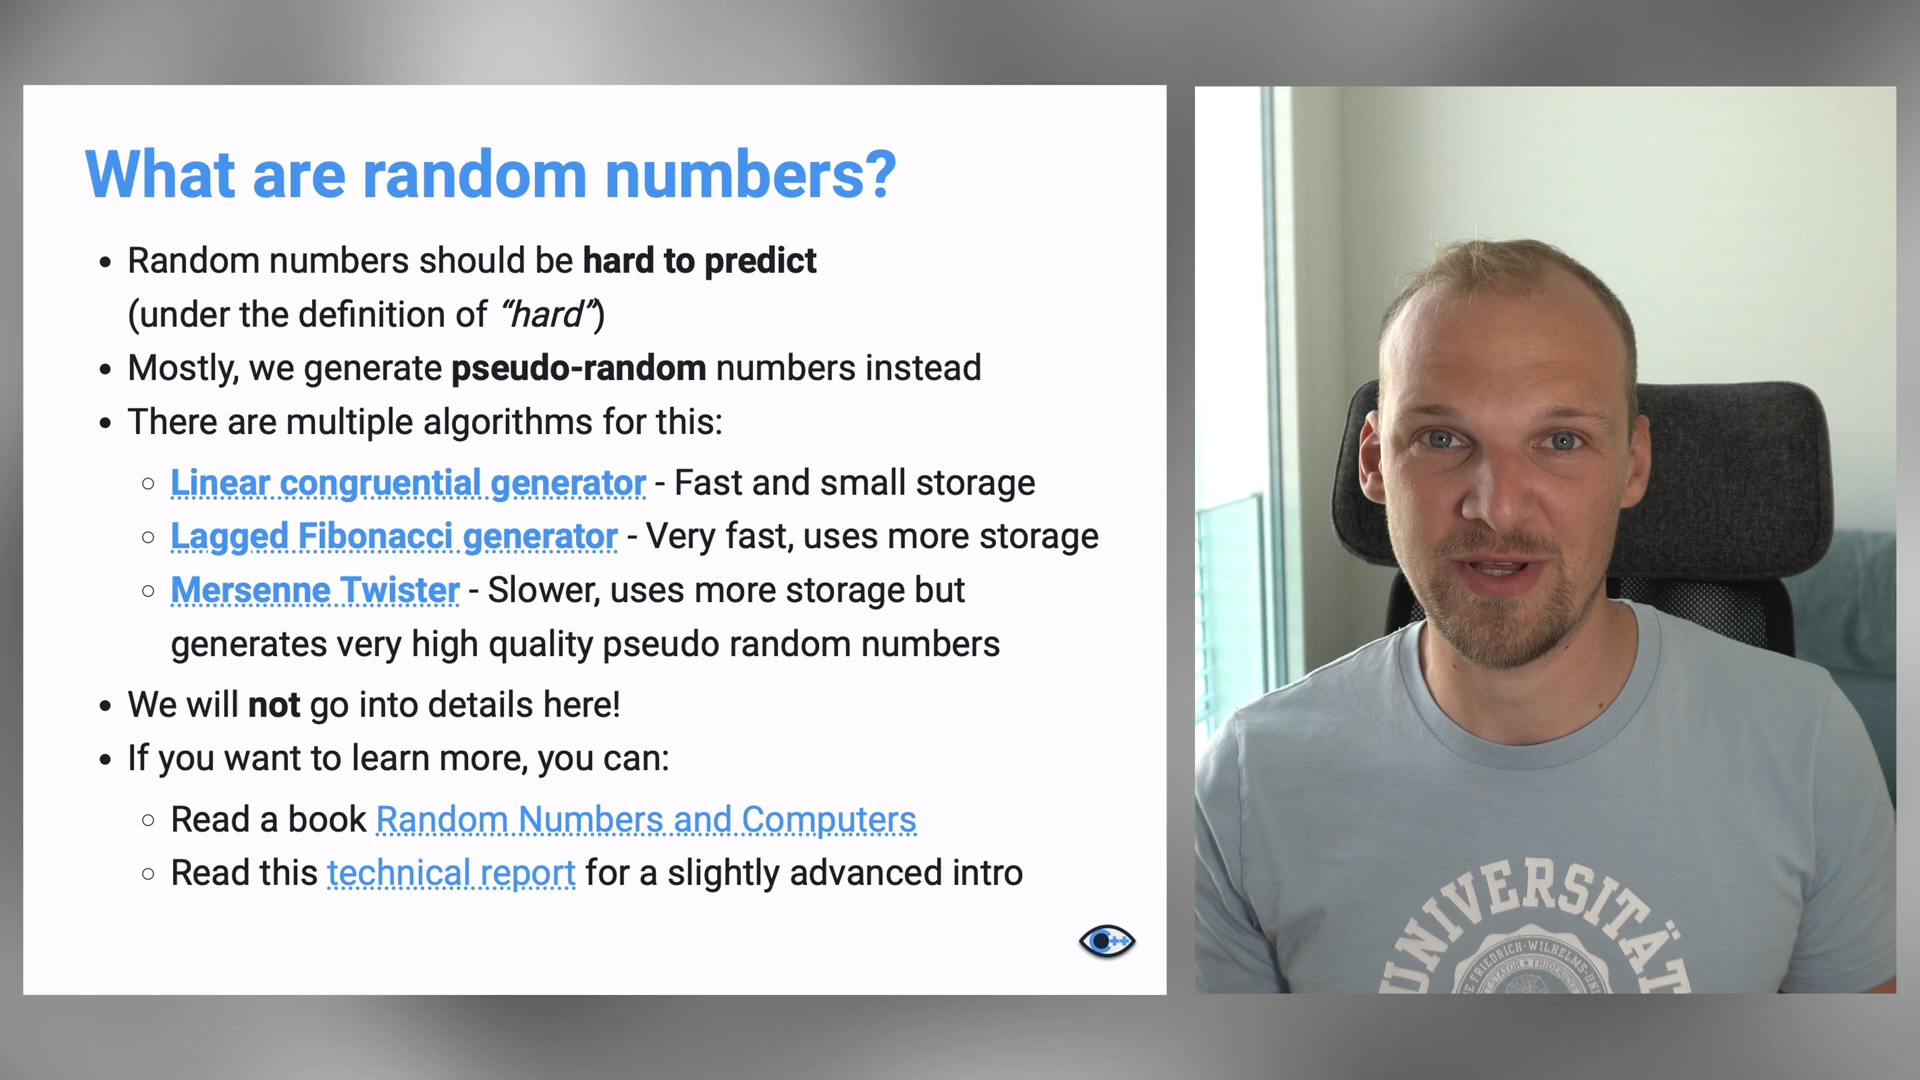 What are random numbers?
• Random numbers should be hard to predict
(under the definition of “hard”)
• Mostly, we generate pseudo-random numbers instead
• There are multiple algorithms for this:
◦ Linear congruential generator - Fast and small storage
◦ Lagged Fibonacci generator - Very fast, uses more storage
◦ Mersenne Twister - Slower, uses more storage but
generates very high quality pseudo random numbers
• We will not go into details here!
• If you want to learn more, you can:
◦ Read a book Random Numbers and Computers
◦ Read this technical report for a slightly advanced intro
C++
UNIVERSITÄT
FRIEDRICH-WILHELMS-